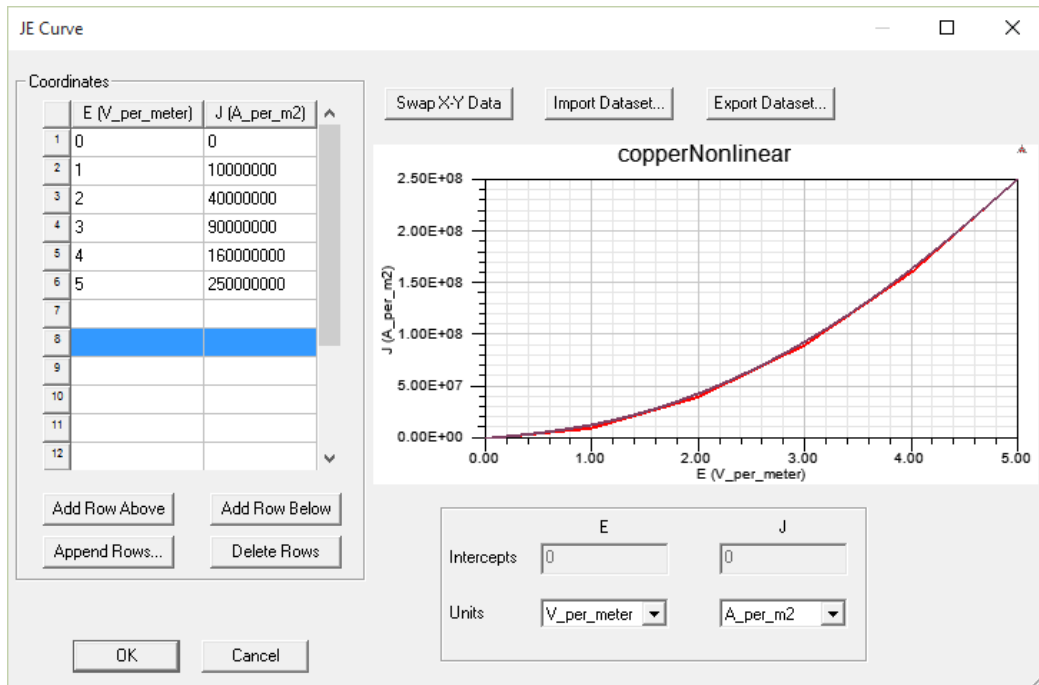 JE Curve
Coordinates
E (V_per_meter) J (A_per_m2)
1 0 0
2 1 10000000
3 2 40000000
4 3 90000000
5 4 160000000
6 5 250000000
7
8
9
10
11
12
Add Row Above Add Row Below
Append Rows... Delete Rows
OK Cancel
Swap X-Y Data Import Dataset... Export Dataset...
copperNonlinear
2.50E+08
2.00E+08
1.50E+08
1.00E+08
5.00E+07
0.00E+00
J (A_per_m2)
0.00 1.00 2.00 3.00 4.00 5.00
E (V_per_meter)
E J
Intercepts 0 0
Units V_per_meter A_per_m2